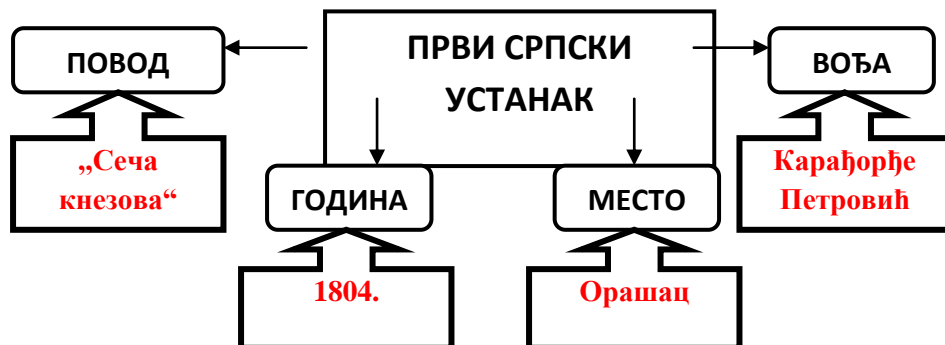 ПРВИ СРПСКИ
УСТАНАК
ПОВОД
ВОЂА
„Сеча
кнезова“
Карађорђе
Петровић
ГОДИНА
МЕСТО
1804.
Орашац